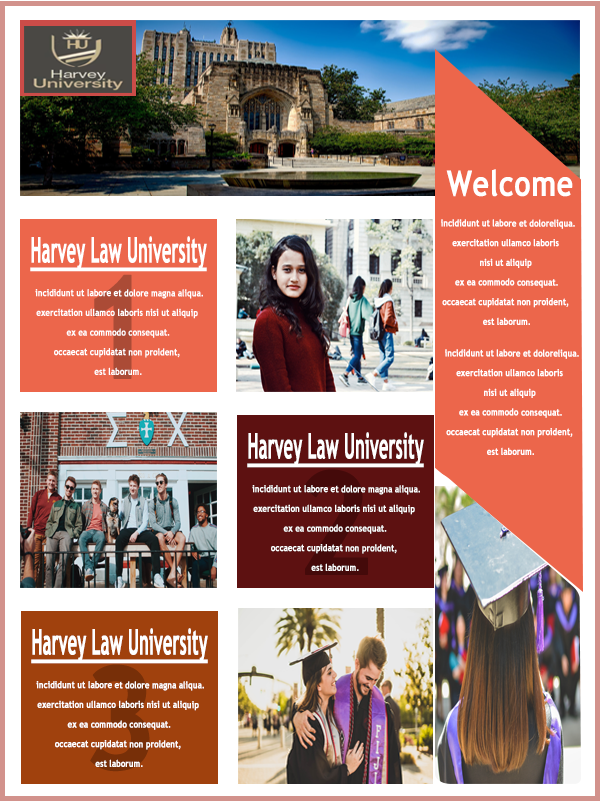 HU
Harvey
University
Welcome
incididunt ut labore et doloreliqua.
exercitation ullamco laboris
nisi ut aliquip
ex ea commodo consequat.
occaecat cupidatat non proident,
est laborum.
incididunt ut labore et doloreliqua.
exercitation ullamco laboris
nisi ut aliquip
ex ea commodo consequat.
occaecat cupidatat non proident,
est laborum.
Harvey Law University
1
incididunt ut labore et dolore magna aliqua.
exercitation ullamco laboris nisi ut aliquip
ex ea commodo consequat.
occaecat cupidatat non proident,
est laborum.
Σ X
Harvey Law University
2
incididunt ut labore et dolore magna aliqua.
exercitation ullamco laboris nisi ut aliquip
ex ea commodo consequat.
occaecat cupidatat non proident,
est laborum.
Harvey Law University
3
incididunt ut labore et dolore magna aliqua.
exercitation ullamco laboris nisi ut aliquip
ex ea commodo consequat.
occaecat cupidatat non proident,
est laborum.